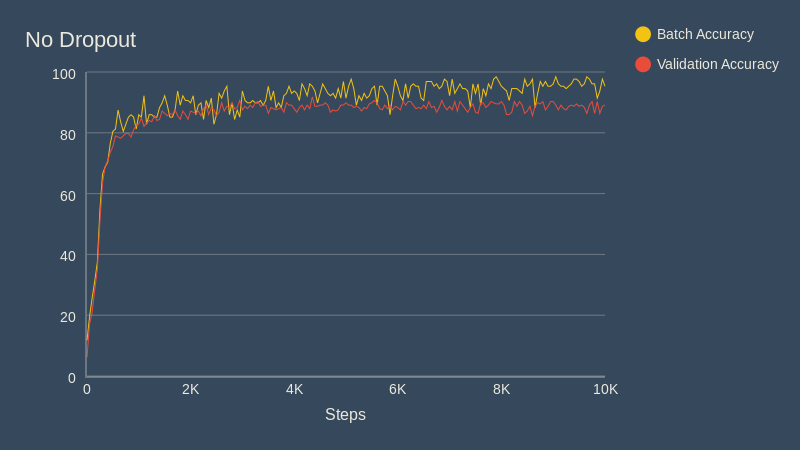 No Dropout
Batch Accuracy
Validation Accuracy
100
80
60
40
20
0
0 2K 4K 6K 8K 10K
Steps